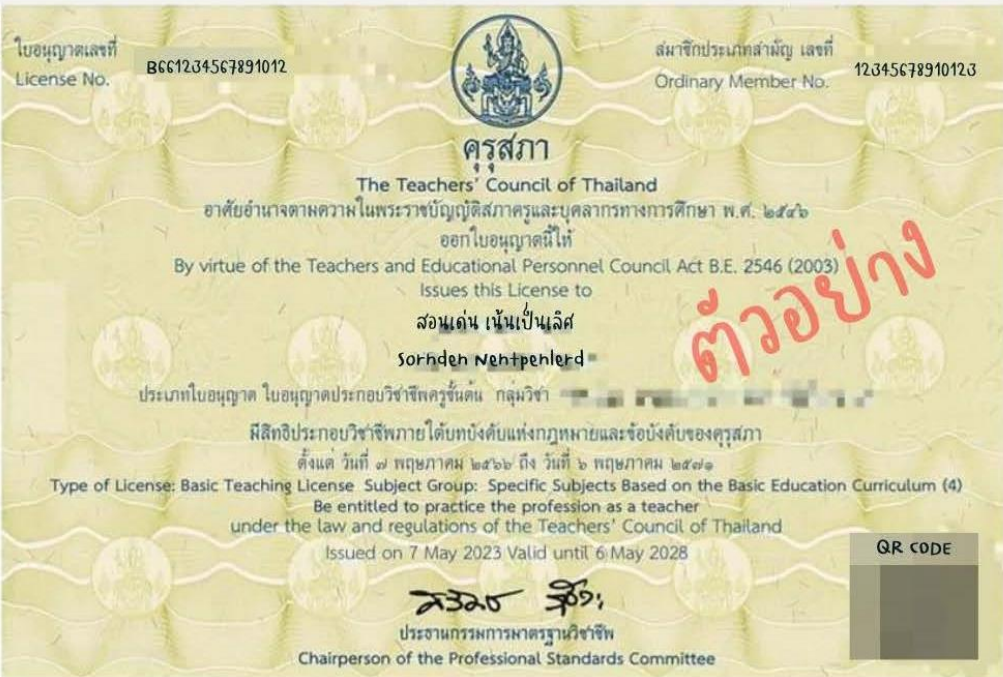 ใบอนุญาตเลขที่
License No.
B661234567891012
สมาชิกประเภทสามัญ เลขที่
Ordinary Member No.
12345678910123
คุรุสภา
The Teachers' Council of Thailand
อาศัยอำนาจตามความในพระราชบัญญัติสภาครูและบุคลากรทางการศึกษา พ.ศ. ๒๕๔๖
ออกใบอนุญาตนี้ให้
By virtue of the Teachers and Educational Personnel Council Act B.E. 2546 (2003)
Issues this License to
ตัวอย่าง
สอนเด่น เน้นเป็นเลิศ
Sornden Nentpenlerd
ประเภทใบอนุญาต ใบอนุญาตประกอบวิชาชีพครูชั้นต้น กลุ่มวิชา
มีสิทธิประกอบวิชาชีพภายใต้บทบังคับแห่งกฎหมายและข้อบังคับของคุรุสภา
ตั้งแต่ วันที่ ๗ พฤษภาคม ๒๕๖๖ ถึง วันที่ ๖ พฤษภาคม ๒๕๗๑
Type of License: Basic Teaching License Subject Group: Specific Subjects Based on the Basic Education Curriculum (4)
Be entitled to practice the profession as a teacher
under the law and regulations of the Teachers' Council of Thailand
Issued on 7 May 2023 Valid until 6 May 2028
QR CODE
ประธานกรรมการมาตรฐานวิชาชีพ
Chairperson of the Professional Standards Committee